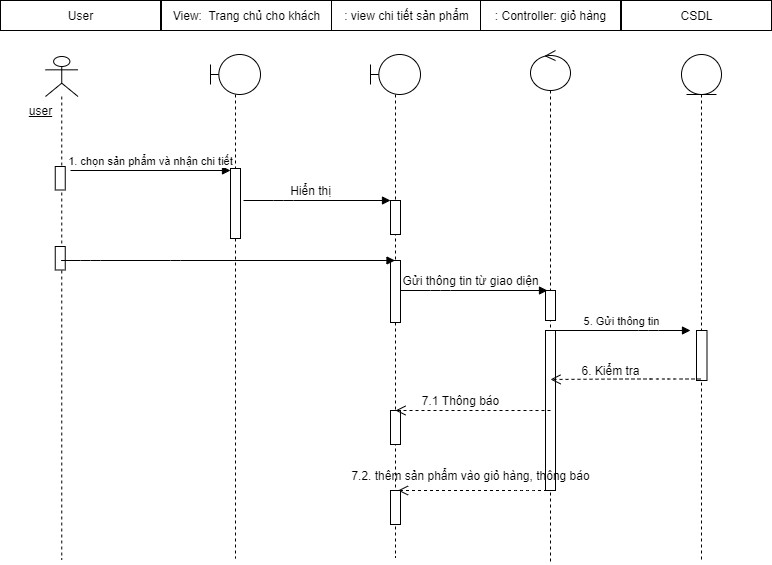 User
View: Trang chủ cho khách
: view chi tiết sản phẩm
: Controller: giỏ hàng
CSDL
user
1. chọn sản phẩm và nhận chi tiết
Hiển thị
Gửi thông tin từ giao diện
5. Gửi thông tin
6. Kiểm tra
7.1 Thông báo
7.2. thêm sản phẩm vào giỏ hàng, thông báo